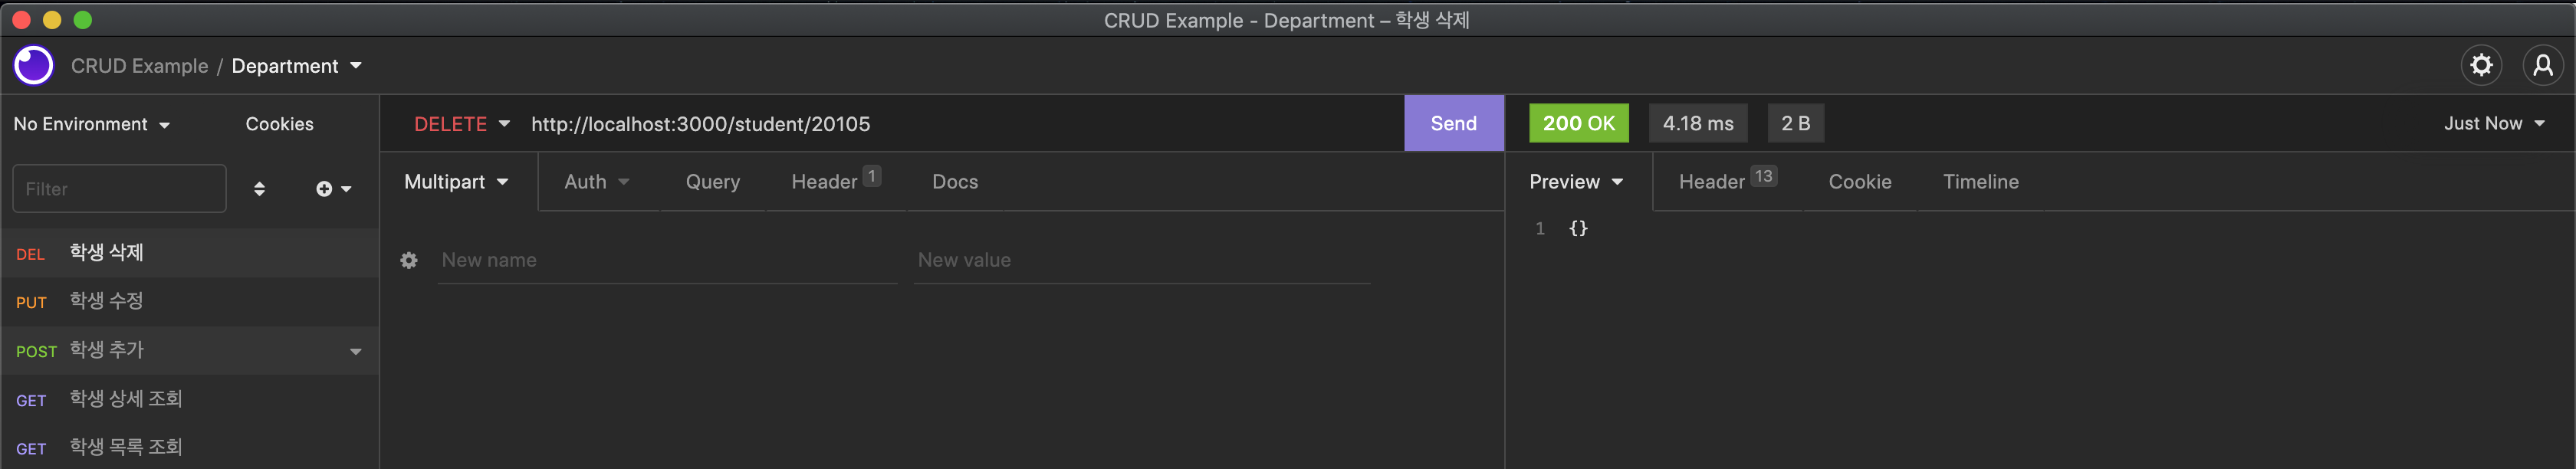 CRUD Example - Department – 학생 삭제
CRUD Example / Department
No Environment Cookies
DELETE http://localhost:3000/student/20105 Send
200 OK 4.18 ms 2 B Just Now
Filter
Multipart Auth Query Header 1 Docs
Preview Header 13 Cookie Timeline
New name New value
1 {}
DEL 학생 삭제
PUT 학생 수정
POST 학생 추가
GET 학생 상세 조회
GET 학생 목록 조회